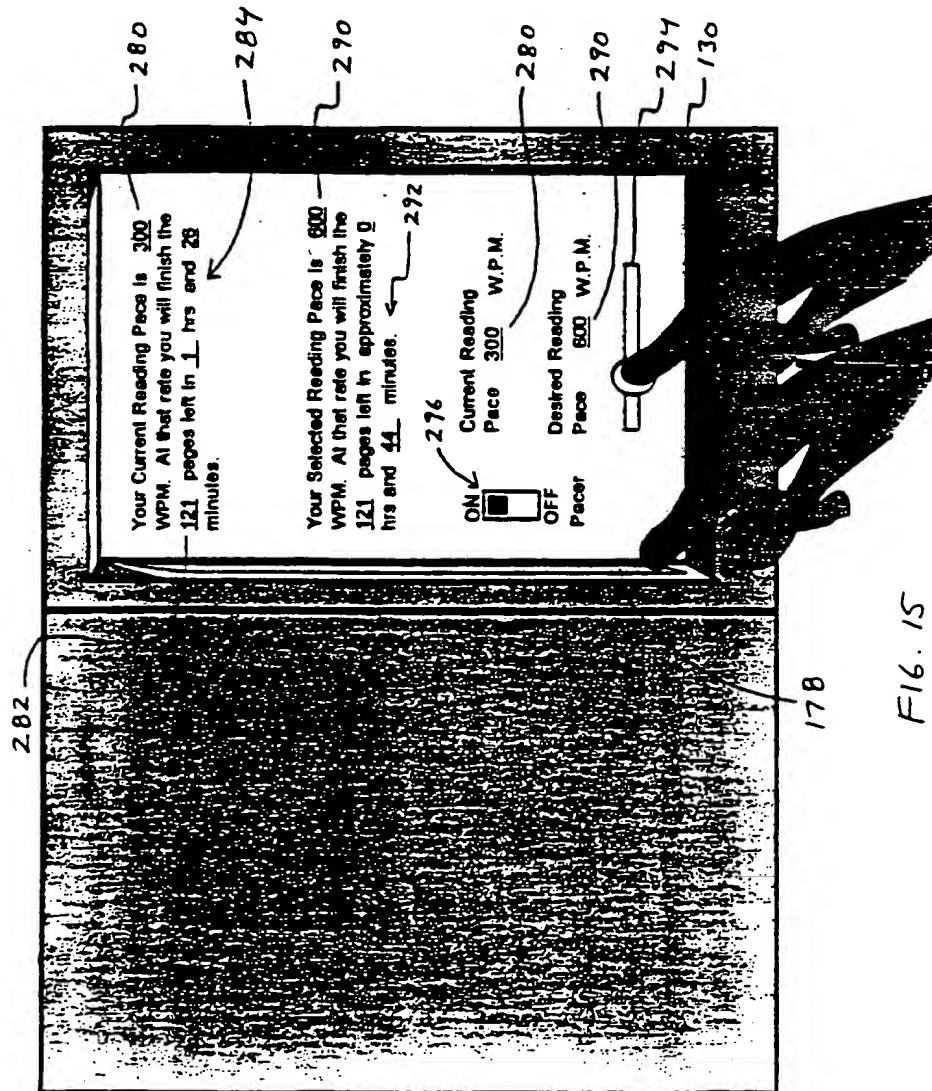 282
Your Current Reading Pace is 300
WPM. At that rate you will finish the
121 pages left in 1 hrs and 28
minutes.
280
284
Your Selected Reading Pace is 600
WPM. At that rate you will finish the
121 pages left in approximately 0
hrs and 44 minutes.
290
292
296
ON
OFF
Pacer
Current Reading
Pace 300 W.P.M.
280
Desired Reading
Pace 600 W.P.M.
290
294
130
178
FIG. 15